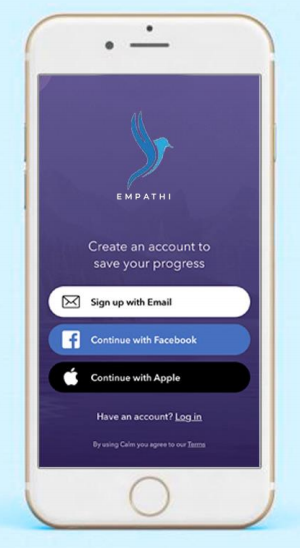 EMPATHI
Create an account to
save your progress
Sign up with Email
Continue with Facebook
Continue with Apple
Have an account? Log in
By using Calm you agree to our Terms